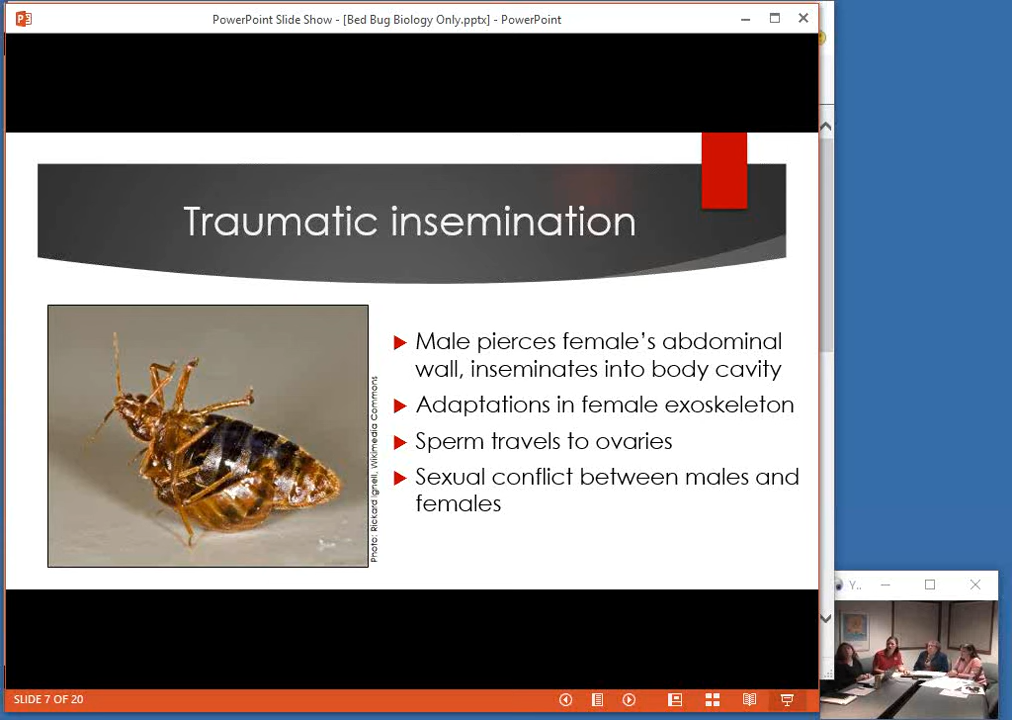 PowerPoint Slide Show - [Bed Bug Biology Only.pptx] - PowerPoint
Traumatic insemination
Male pierces female's abdominal
wall, inseminates into body cavity
Adaptations in female exoskeleton
Sperm travels to ovaries
Sexual conflict between males and
females
Photo: Rickard Ignell, Wikimedia Commons
Y..
SLIDE 7 OF 20